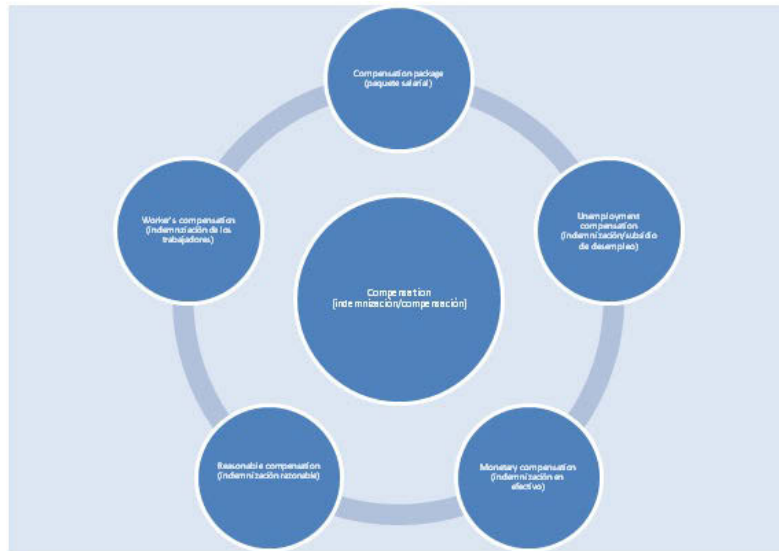 Compensation package
(paquete salarial)
Worker's compensation
(indemnziación de los
trabajadores)
Unemployment
compensation
(indemnización/subsidio
de desempleo)
Compensation
(indemnización/compensación)
Reasonable compensation
(indemnización razonable)
Monetary compensation
(indemnización en
efectivo)